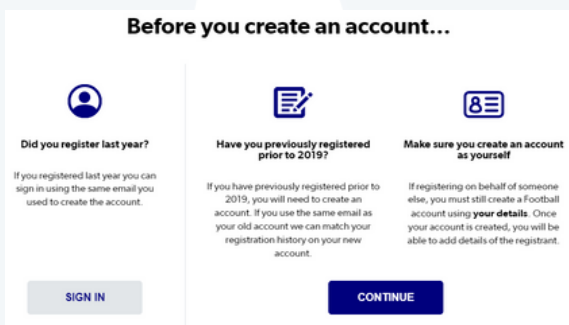 Before you create an account...
Did you register last year?
If you registered last year you can
sign in using the same email you
used to create the account.
SIGN IN
Have you previously registered
prior to 2019?
If you have previously registered prior to
2019, you will need to create an
account. If you use the same email as
your old account we can match your
registration history on your new
account.
Make sure you create an account
as yourself
If registering on behalf of someone
else, you must still create a Football
account using your details. Once
your account is created, you will be
able to add details of the registrant.
CONTINUE